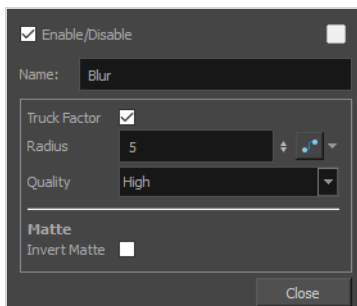 Enable/Disable
Name: Blur
Truck Factor
Radius 5
Quality High
Matte
Invert Matte
Close